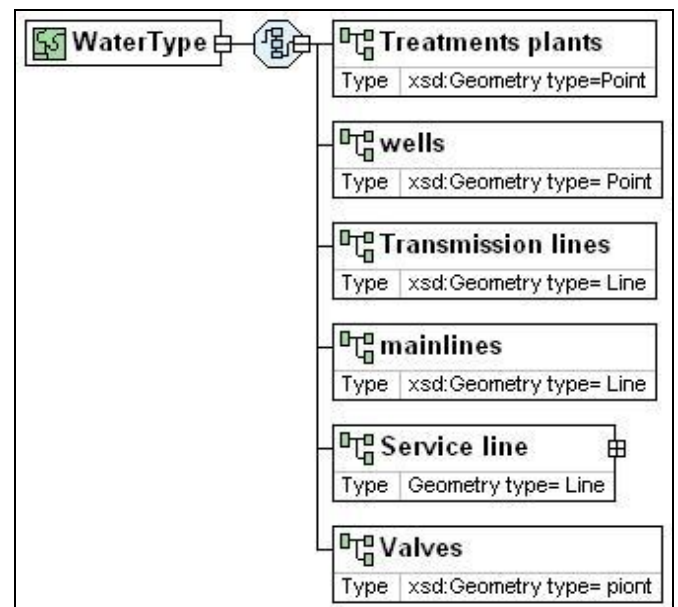 WaterType
Treatments plants
Type xsd:Geometry type=Point
wells
Type xsd:Geometry type= Point
Transmission lines
Type xsd:Geometry type= Line
mainlines
Type xsd:Geometry type= Line
Service line
Type Geometry type= Line
Valves
Type xsd:Geometry type= piont